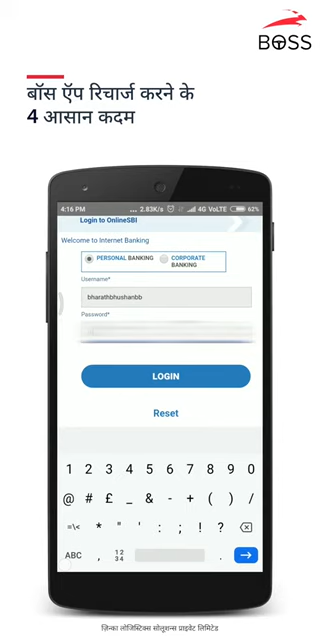 BOSS
बॉस ऍप रिचार्ज करने के
4 आसान कदम
4:16 PM ... 2.83K/s 4G VoLTE 62%
Login to OnlineSBI
Welcome to Internet Banking
PERSONAL BANKING CORPORATE BANKING
Username*
bharathbhushanbb
Password*
LOGIN
Reset
1 2 3 4 5 6 7 8 9 0
@ # £ _ & - + ( ) /
=\< * " ' : ; ! ?
ABC , 12 34 .
ज़िन्का लॉजिस्टिक्स सोलूशन्स प्राइवेट लिमिटेड